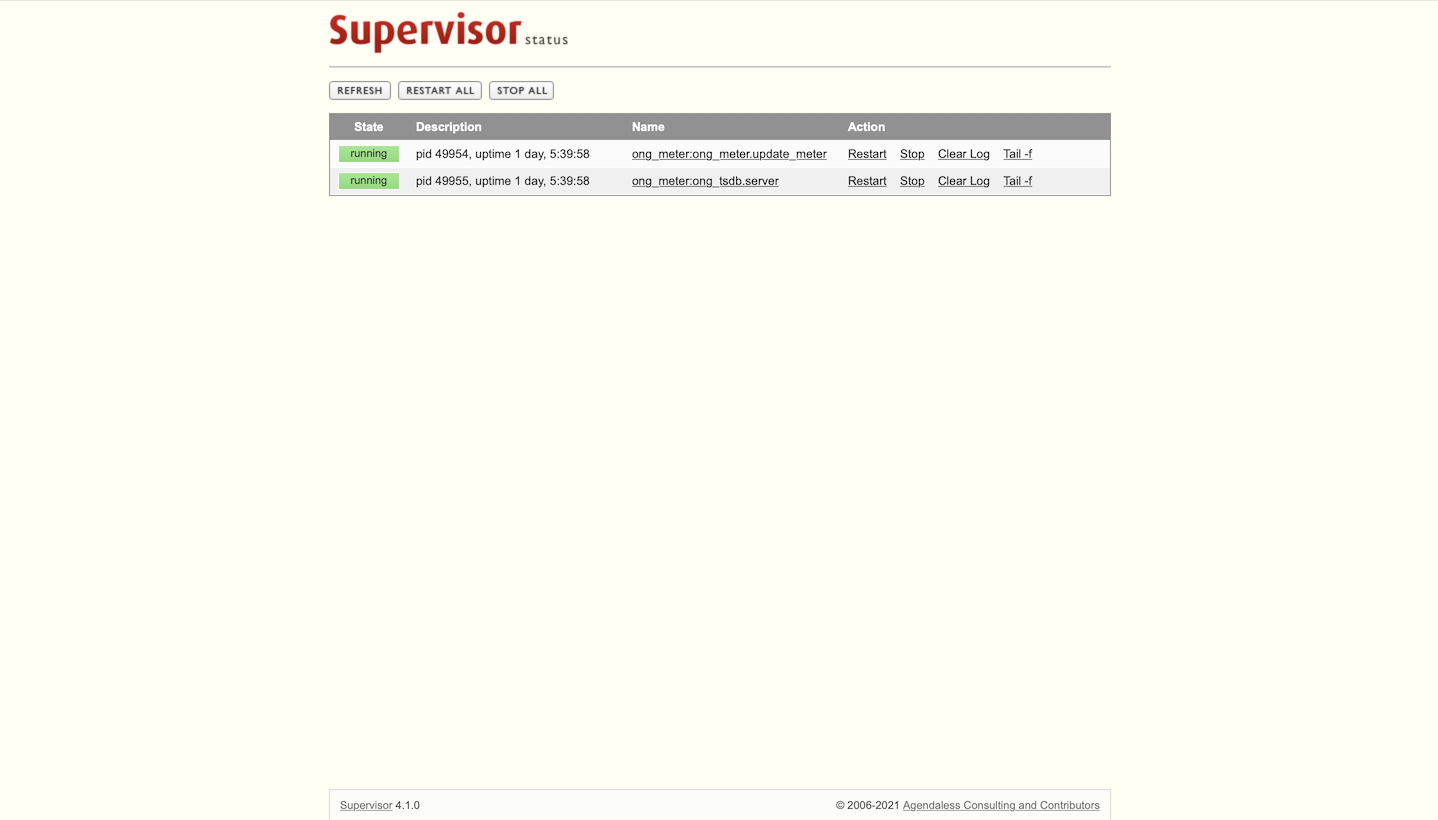 Supervisor status
REFRESH RESTART ALL STOP ALL
State Description Name Action
running pid 49954, uptime 1 day, 5:39:58 ong_meter:ong_meter.update_meter Restart Stop Clear Log Tail -f
running pid 49955, uptime 1 day, 5:39:58 ong_meter:ong_tsdb.server Restart Stop Clear Log Tail -f
Supervisor 4.1.0 © 2006-2021 Agendaless Consulting and Contributors